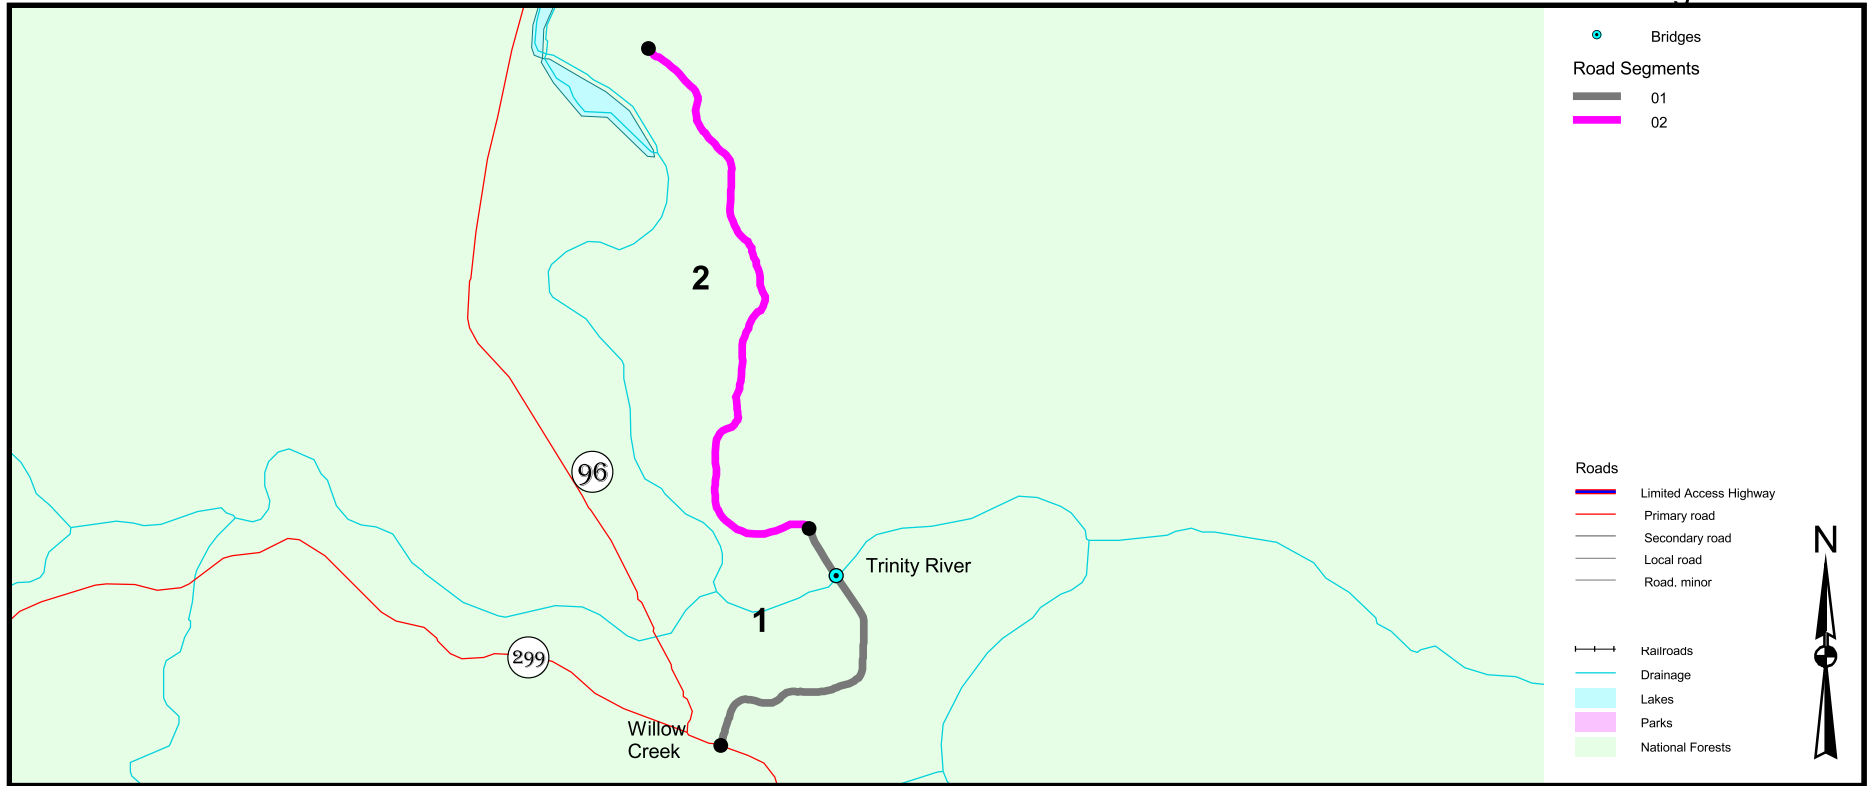 Bridges
Road Segments
01
02
2
96
Trinity River
1
299
Willow
Creek
Roads
Limited Access Highway
Primary road
Secondary road
Local road
Road, minor
N
Railroads
Drainage
Lakes
Parks
National Forests